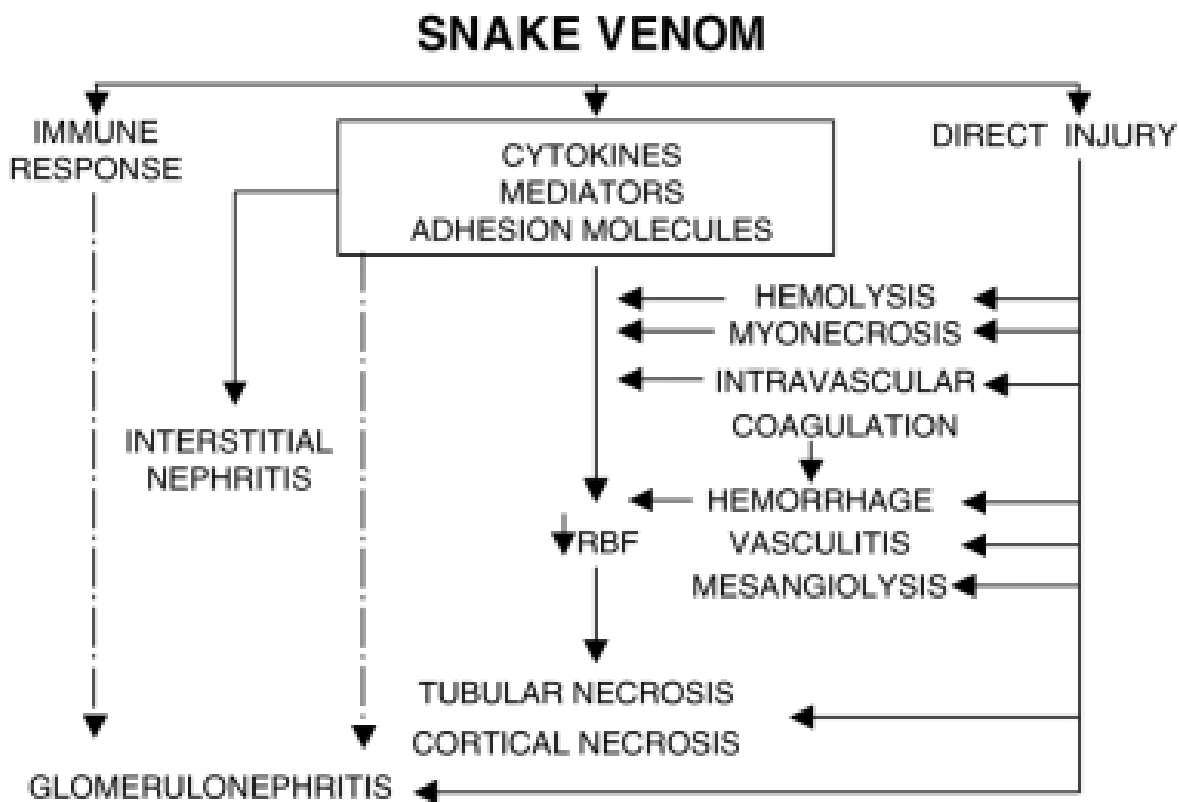 SNAKE VENOM
IMMUNE
RESPONSE
CYTOKINES
MEDIATORS
ADHESION MOLECULES
DIRECT INJURY
HEMOLYSIS
MYONECROSIS
INTRAVASCULAR
COAGULATION
INTERSTITIAL
NEPHRITIS
HEMORRHAGE
RBF
VASCULITIS
MESANGIOLYSIS
TUBULAR NECROSIS
CORTICAL NECROSIS
GLOMERULONEPHRITIS